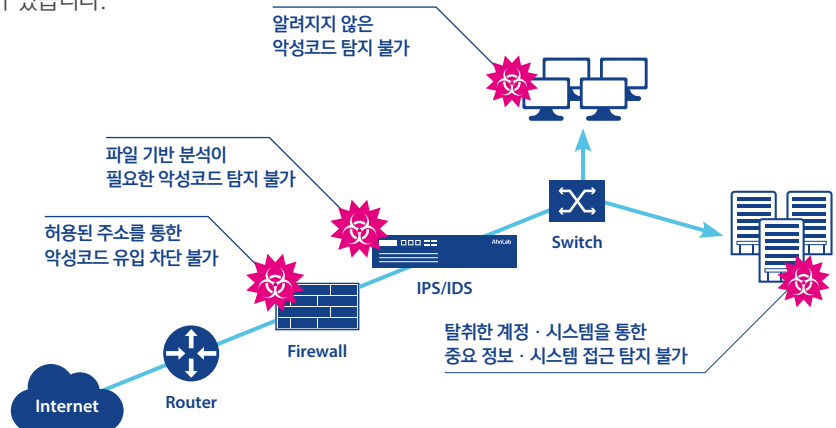 있습니다.
알려지지 않은
악성코드 탐지 불가
파일 기반 분석이
필요한 악성코드 탐지 불가
허용된 주소를 통한
악성코드 유입 차단 불가
AhnLab
Switch
IPS/IDS
Firewall
탈취한 계정 · 시스템을 통한
중요 정보 · 시스템 접근 탐지 불가
Router
Internet